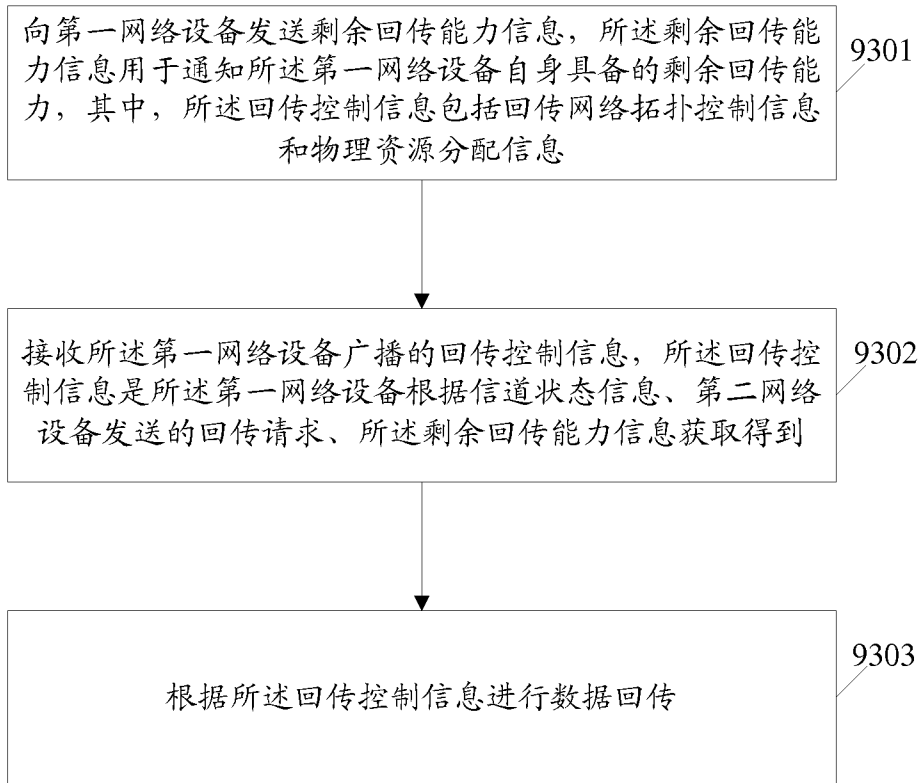 向第一网络设备发送剩余回传能力信息，所述剩余回传能
力信息用于通知所述第一网络设备自身具备的剩余回传能
力，其中，所述回传控制信息包括回传网络拓扑控制信息
和物理资源分配信息
9301
接收所述第一网络设备广播的回传控制信息，所述回传控
制信息是所述第一网络设备根据信道状态信息、第二网络
设备发送的回传请求、所述剩余回传能力信息获取得到
9302
根据所述回传控制信息进行数据回传
9303